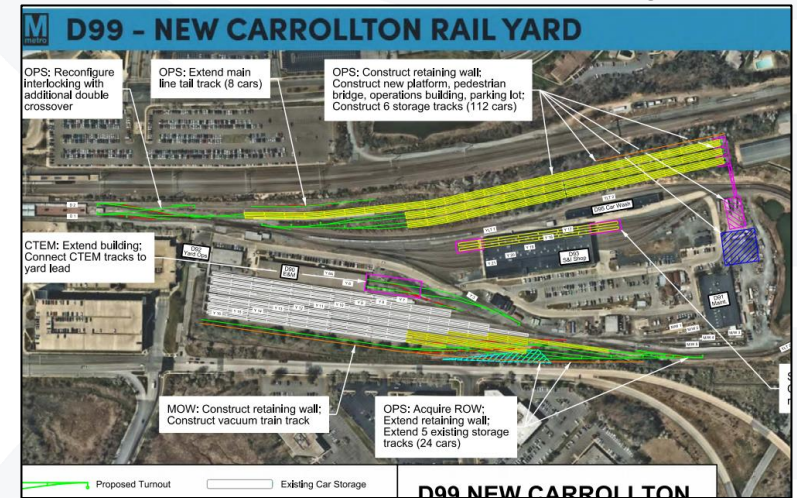 M
metro
D99 - NEW CARROLLTON RAIL YARD
OPS: Reconfigure
interlocking with
additional double
crossover
OPS: Extend main
line tail track (8 cars)
OPS: Construct retaining wall;
Construct new platform, pedestrian
bridge, operations building, parking lot;
Construct 6 storage tracks (112 cars)
D95 Car Wash
CTEM: Extend building;
Connect CTEM tracks to
yard lead
D92
Yard Ops
D93
S&I Shop
D97
Maint.
MOW: Construct retaining wall;
Construct vacuum train track
OPS: Acquire ROW;
Extend retaining wall;
Extend 5 existing storage
tracks (24 cars)
Proposed Turnout
Existing Car Storage
D99 NEW CARROLLTON